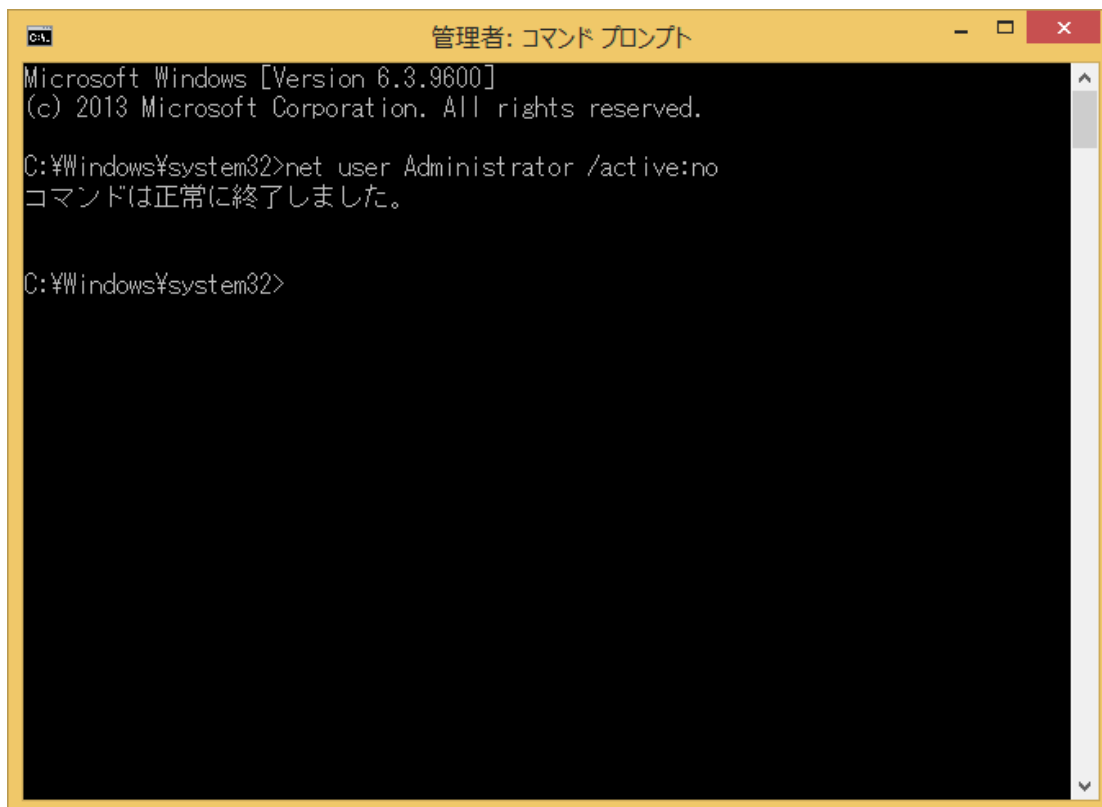 管理者: コマンド プロンプト
Microsoft Windows [Version 6.3.9600]
(c) 2013 Microsoft Corporation. All rights reserved.
C:¥Windows¥system32>net user Administrator /active:no
コマンドは正常に終了しました。
C:¥Windows¥system32>